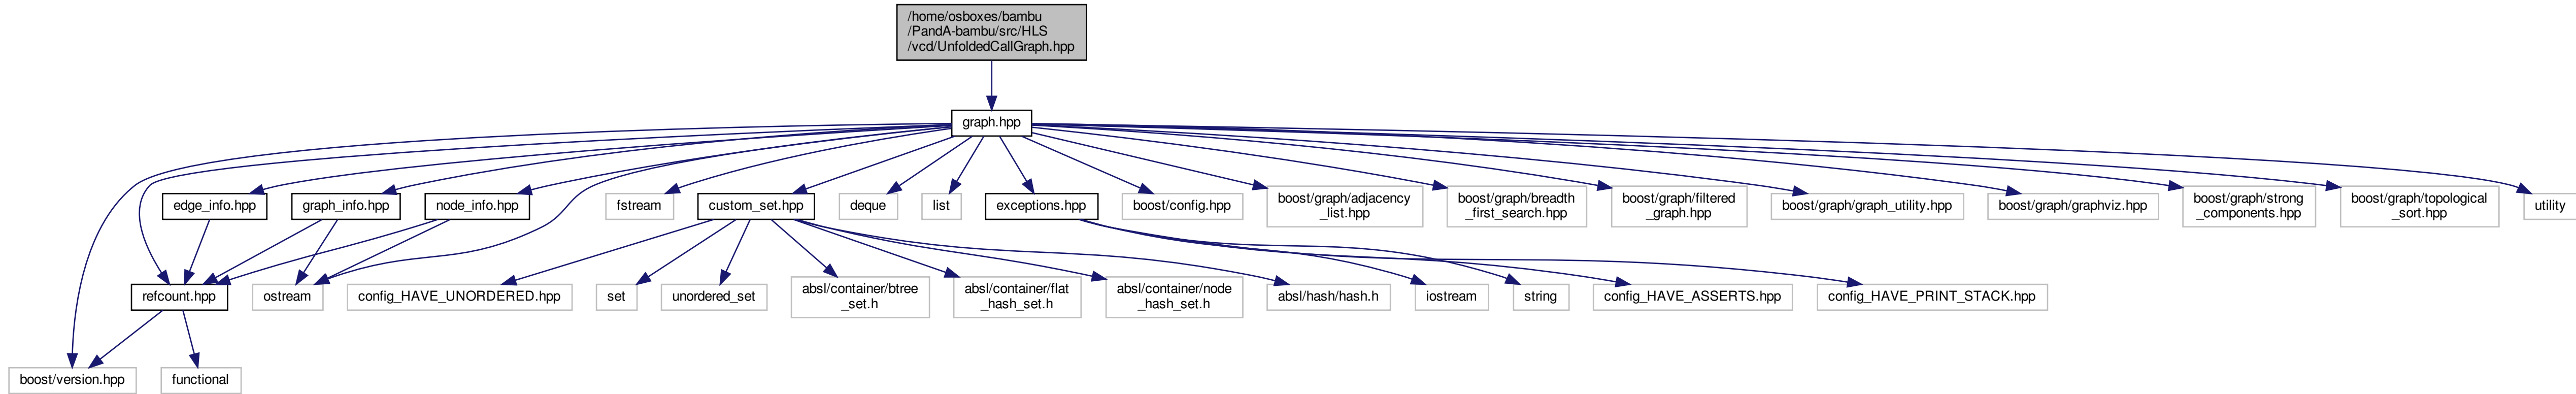 /home/osboxes/bambu
/PandA-bambu/src/HLS
/vcd/UnfoldedCallGraph.hpp
graph.hpp
edge_info.hpp
graph_info.hpp
node_info.hpp
fstream
custom_set.hpp
deque
list
exceptions.hpp
boost/config.hpp
boost/graph/adjacency
_list.hpp
boost/graph/breadth
_first_search.hpp
boost/graph/filtered
_graph.hpp
boost/graph/graph_utility.hpp
boost/graph/graphviz.hpp
boost/graph/strong
_components.hpp
boost/graph/topological
_sort.hpp
utility
refcount.hpp
ostream
config_HAVE_UNORDERED.hpp
set
unordered_set
absl/container/btree
_set.h
absl/container/flat
_hash_set.h
absl/container/node
_hash_set.h
absl/hash/hash.h
iostream
string
config_HAVE_ASSERTS.hpp
config_HAVE_PRINT_STACK.hpp
boost/version.hpp
functional